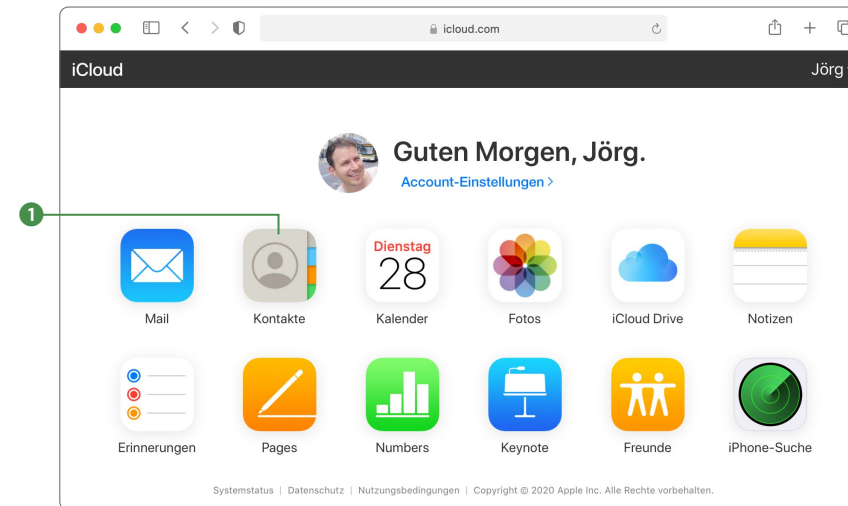 icloud.com
iCloud
Jörg
Guten Morgen, Jörg.
Account-Einstellungen >
1
Dienstag
28
Mail Kontakte Kalender Fotos iCloud Drive Notizen
Erinnerungen Pages Numbers Keynote Freunde iPhone-Suche
Systemstatus | Datenschutz | Nutzungsbedingungen | Copyright © 2020 Apple Inc. Alle Rechte vorbehalten.